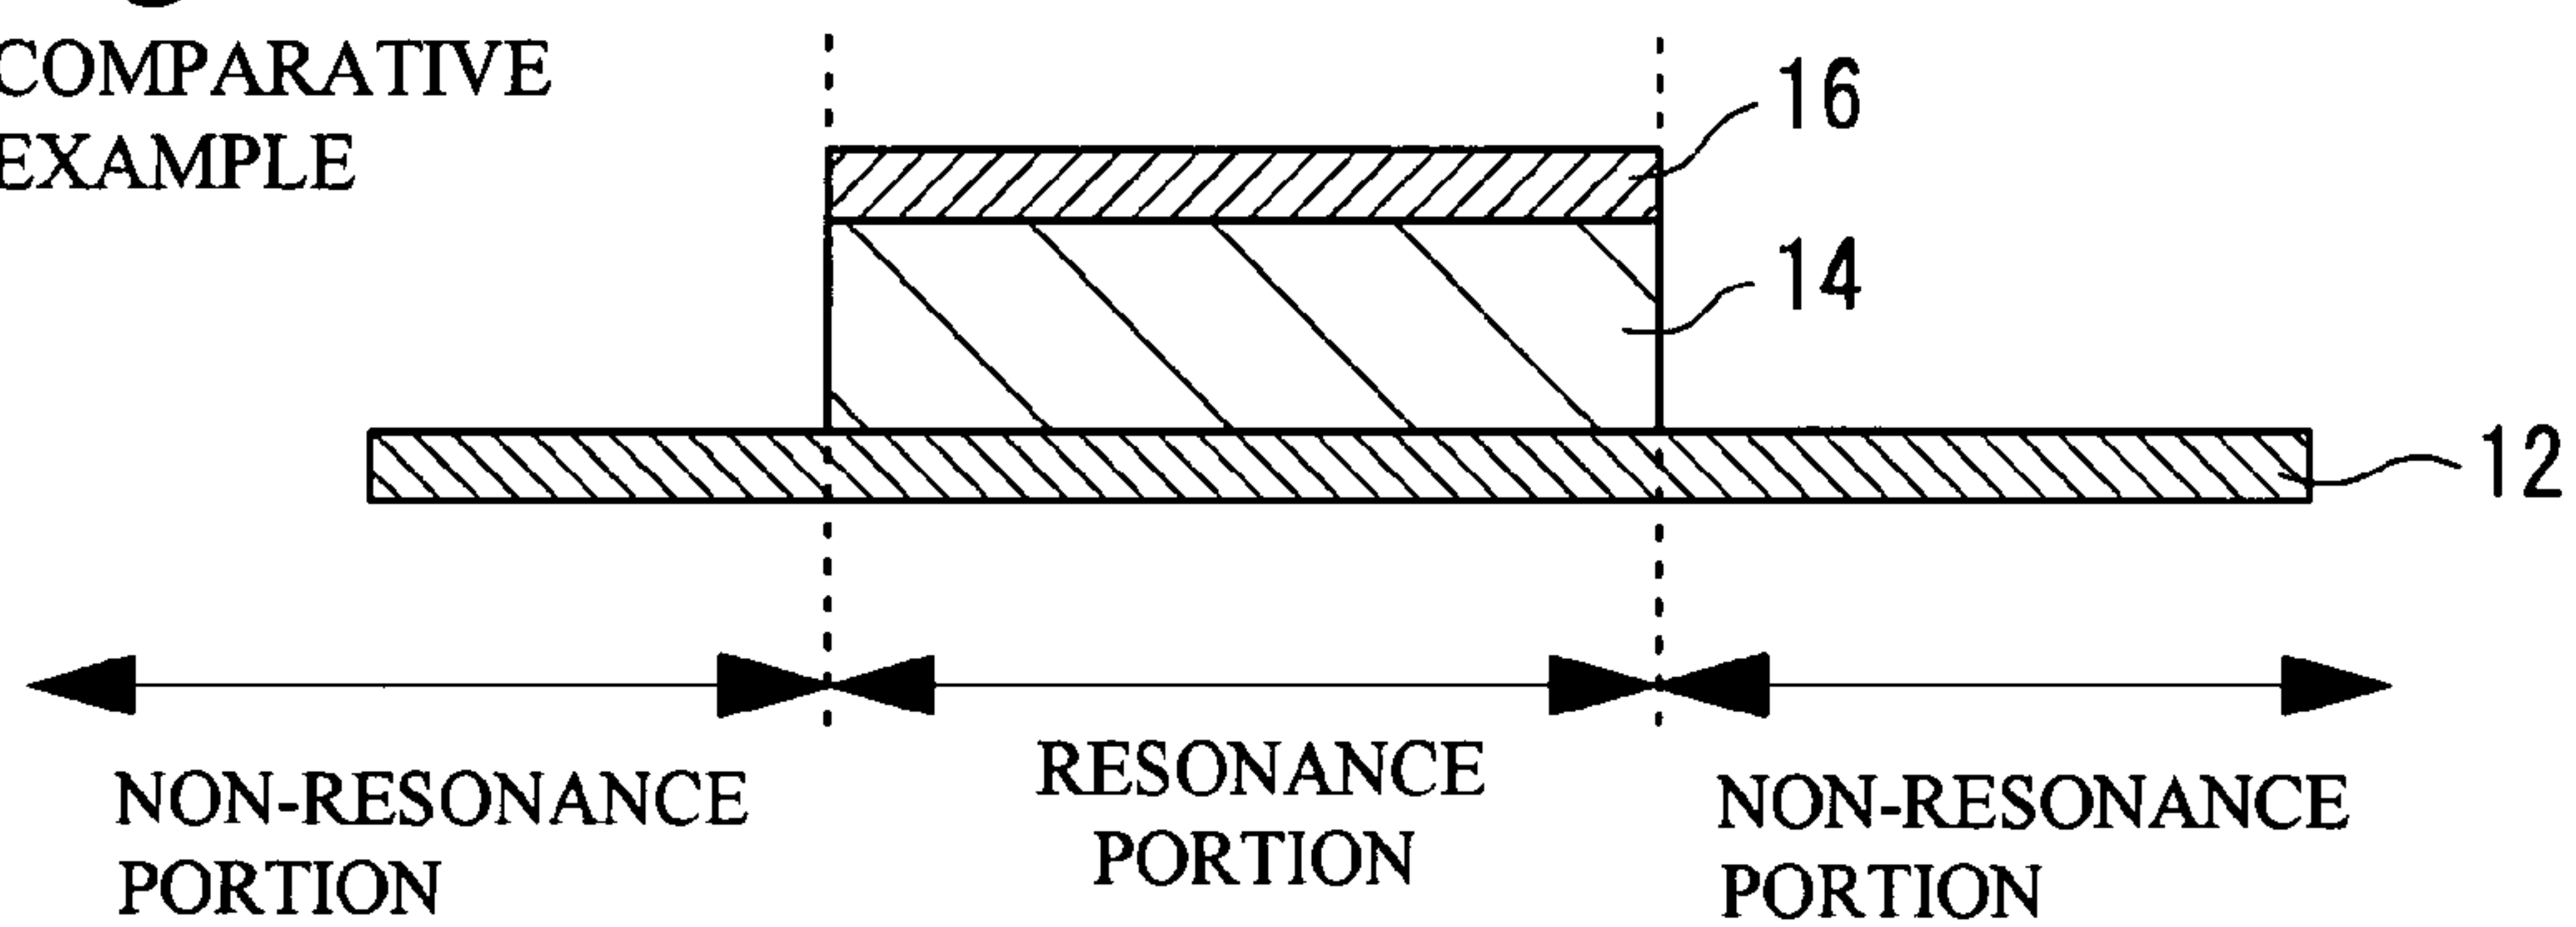 COMPARATIVE
EXAMPLE
16
14
12
NON-RESONANCE
PORTION
RESONANCE
PORTION
NON-RESONANCE
PORTION